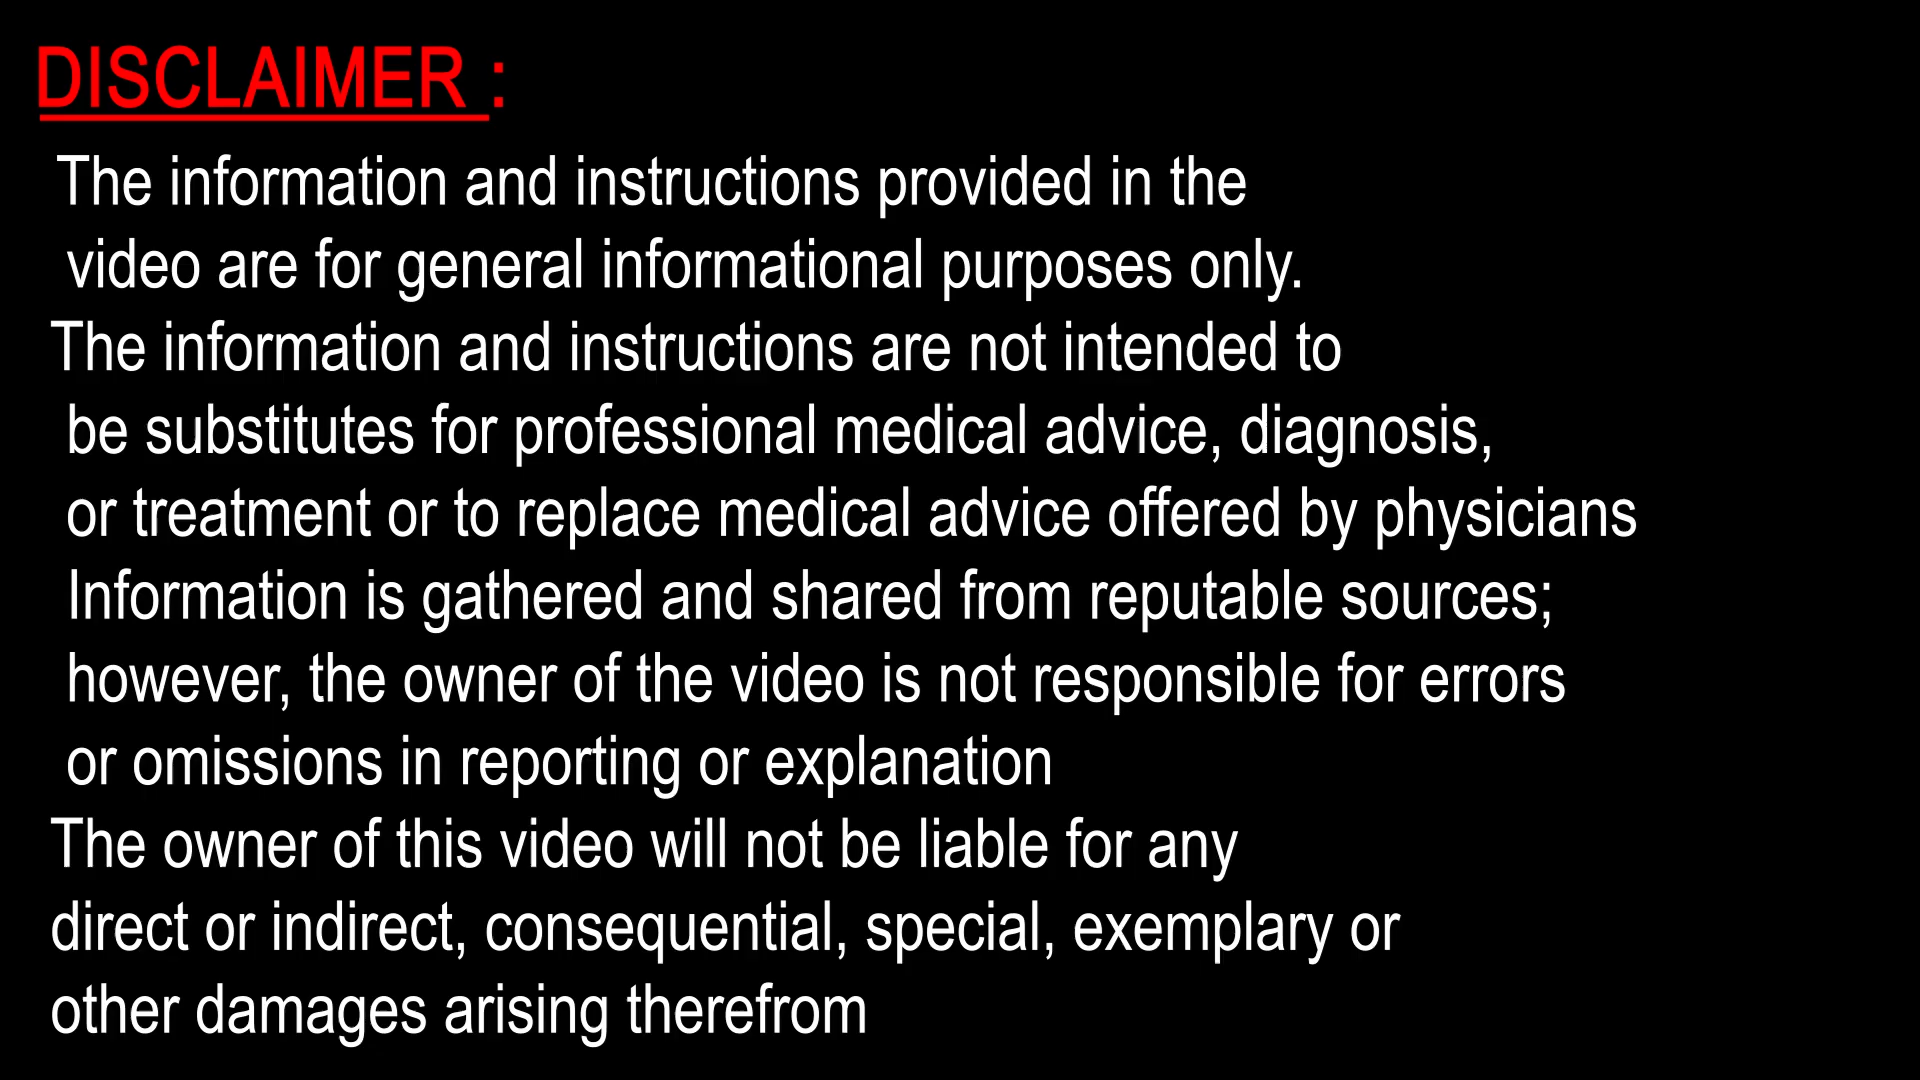 DISCLAIMER :
The information and instructions provided in the
video are for general informational purposes only.
The information and instructions are not intended to
be substitutes for professional medical advice, diagnosis,
or treatment or to replace medical advice offered by physicians
Information is gathered and shared from reputable sources;
however, the owner of the video is not responsible for errors
or omissions in reporting or explanation
The owner of this video will not be liable for any
direct or indirect, consequential, special, exemplary or
other damages arising therefrom